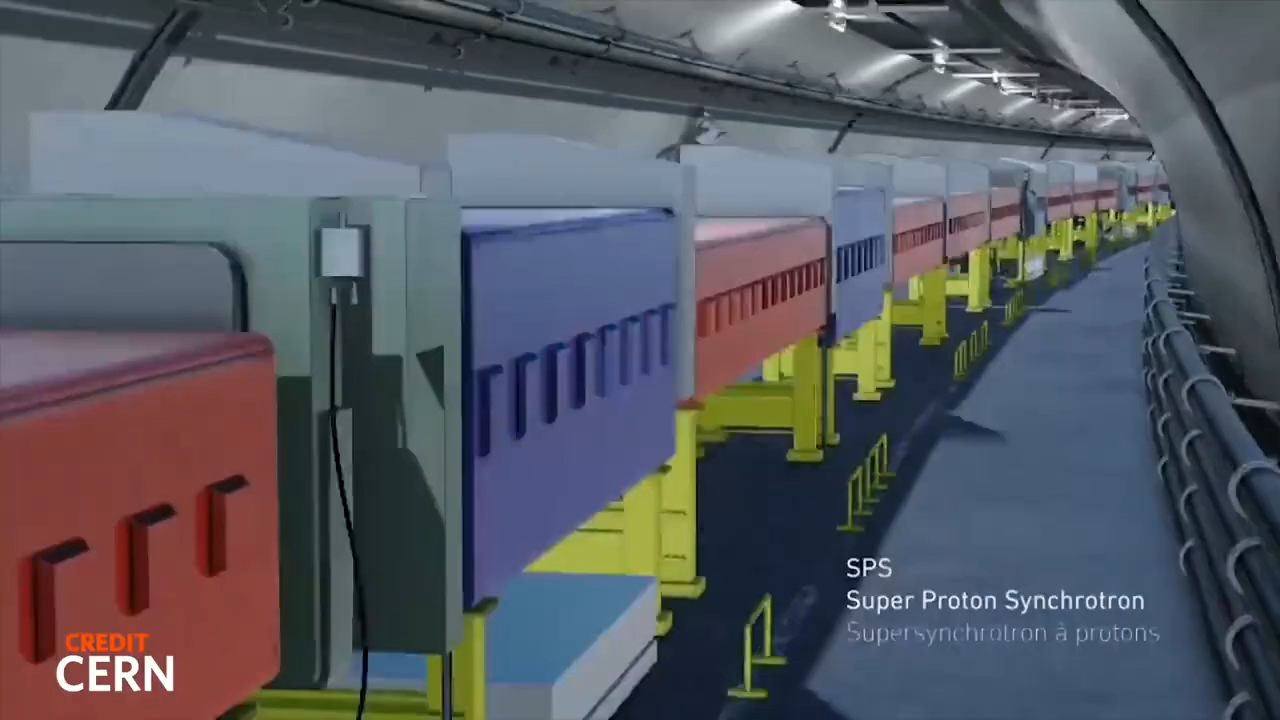 SPS
Super Proton Synchrotron
Supersynchrotron à protons
CREDIT
CERN